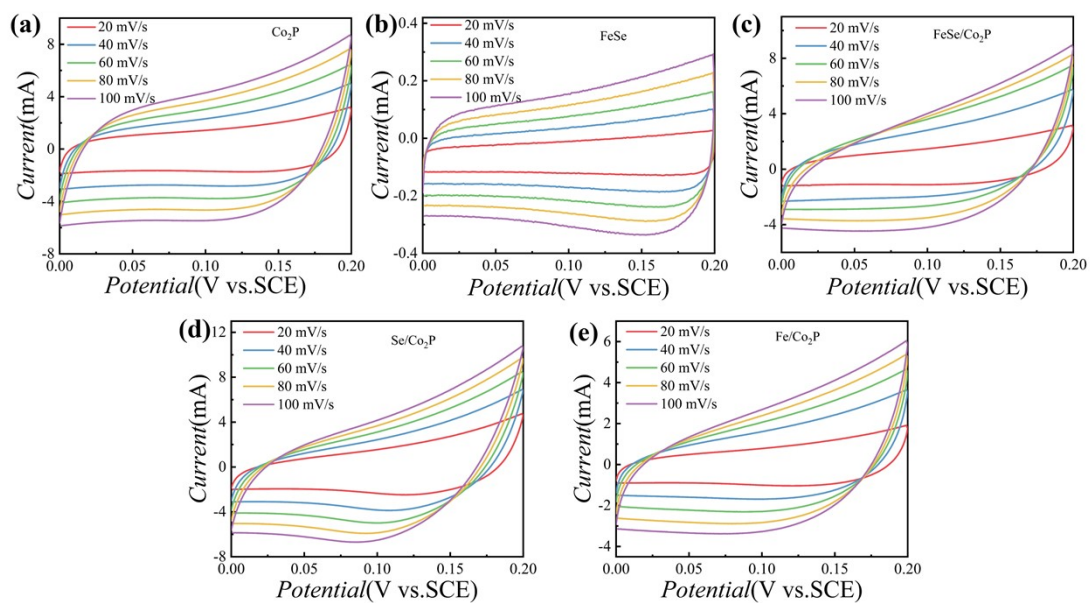 (a)
Co₂P
20 mV/s
40 mV/s
60 mV/s
80 mV/s
100 mV/s
8
4
0
-4
-8
0.00 0.05 0.10 0.15 0.20
Current(mA)
Potential(V vs.SCE)
(b)
FeSe
20 mV/s
40 mV/s
60 mV/s
80 mV/s
100 mV/s
0.4
0.2
0.0
-0.2
-0.4
0.00 0.05 0.10 0.15 0.20
Current(mA)
Potential(V vs.SCE)
(c)
FeSe/Co₂P
20 mV/s
40 mV/s
60 mV/s
80 mV/s
100 mV/s
8
4
0
-4
0.00 0.05 0.10 0.15 0.20
Current(mA)
Potential(V vs.SCE)
(d)
Se/Co₂P
20 mV/s
40 mV/s
60 mV/s
80 mV/s
100 mV/s
12
8
4
0
-4
-8
0.00 0.05 0.10 0.15 0.20
Current(mA)
Potential(V vs.SCE)
(e)
Fe/Co₂P
20 mV/s
40 mV/s
60 mV/s
80 mV/s
100 mV/s
6
4
2
0
-2
-4
0.00 0.05 0.10 0.15 0.20
Current(mA)
Potential(V vs.SCE)